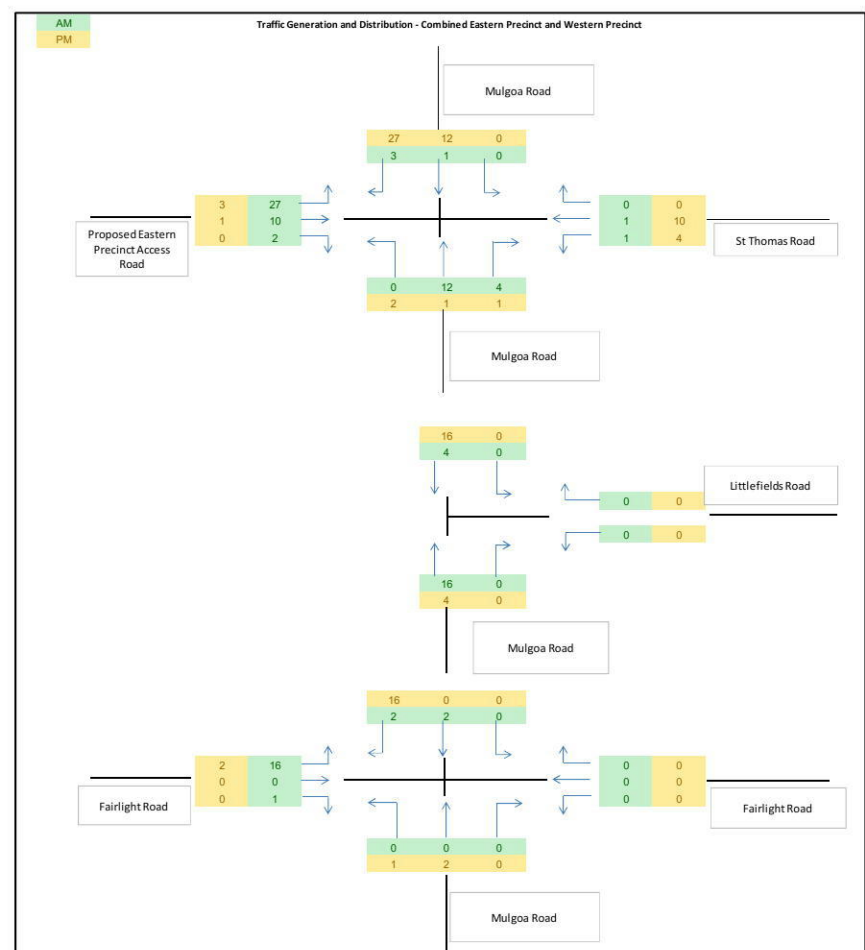 AM
PM
Traffic Generation and Distribution - Combined Eastern Precinct and Western Precinct
Mulgoa Road
27 12 0
3 1 0
3 27
1 10
0 2
Proposed Eastern
Precinct Access
Road
0 0
1 10
1 4
St Thomas Road
0 12 4
2 1 1
Mulgoa Road
16 0
4 0
Littlefields Road
0 0
0 0
16 0
4 0
Mulgoa Road
16 0 0
2 2 0
2 16
0 0
0 1
Fairlight Road
0 0
0 0
0 0
Fairlight Road
0 0 0
1 2 0
Mulgoa Road